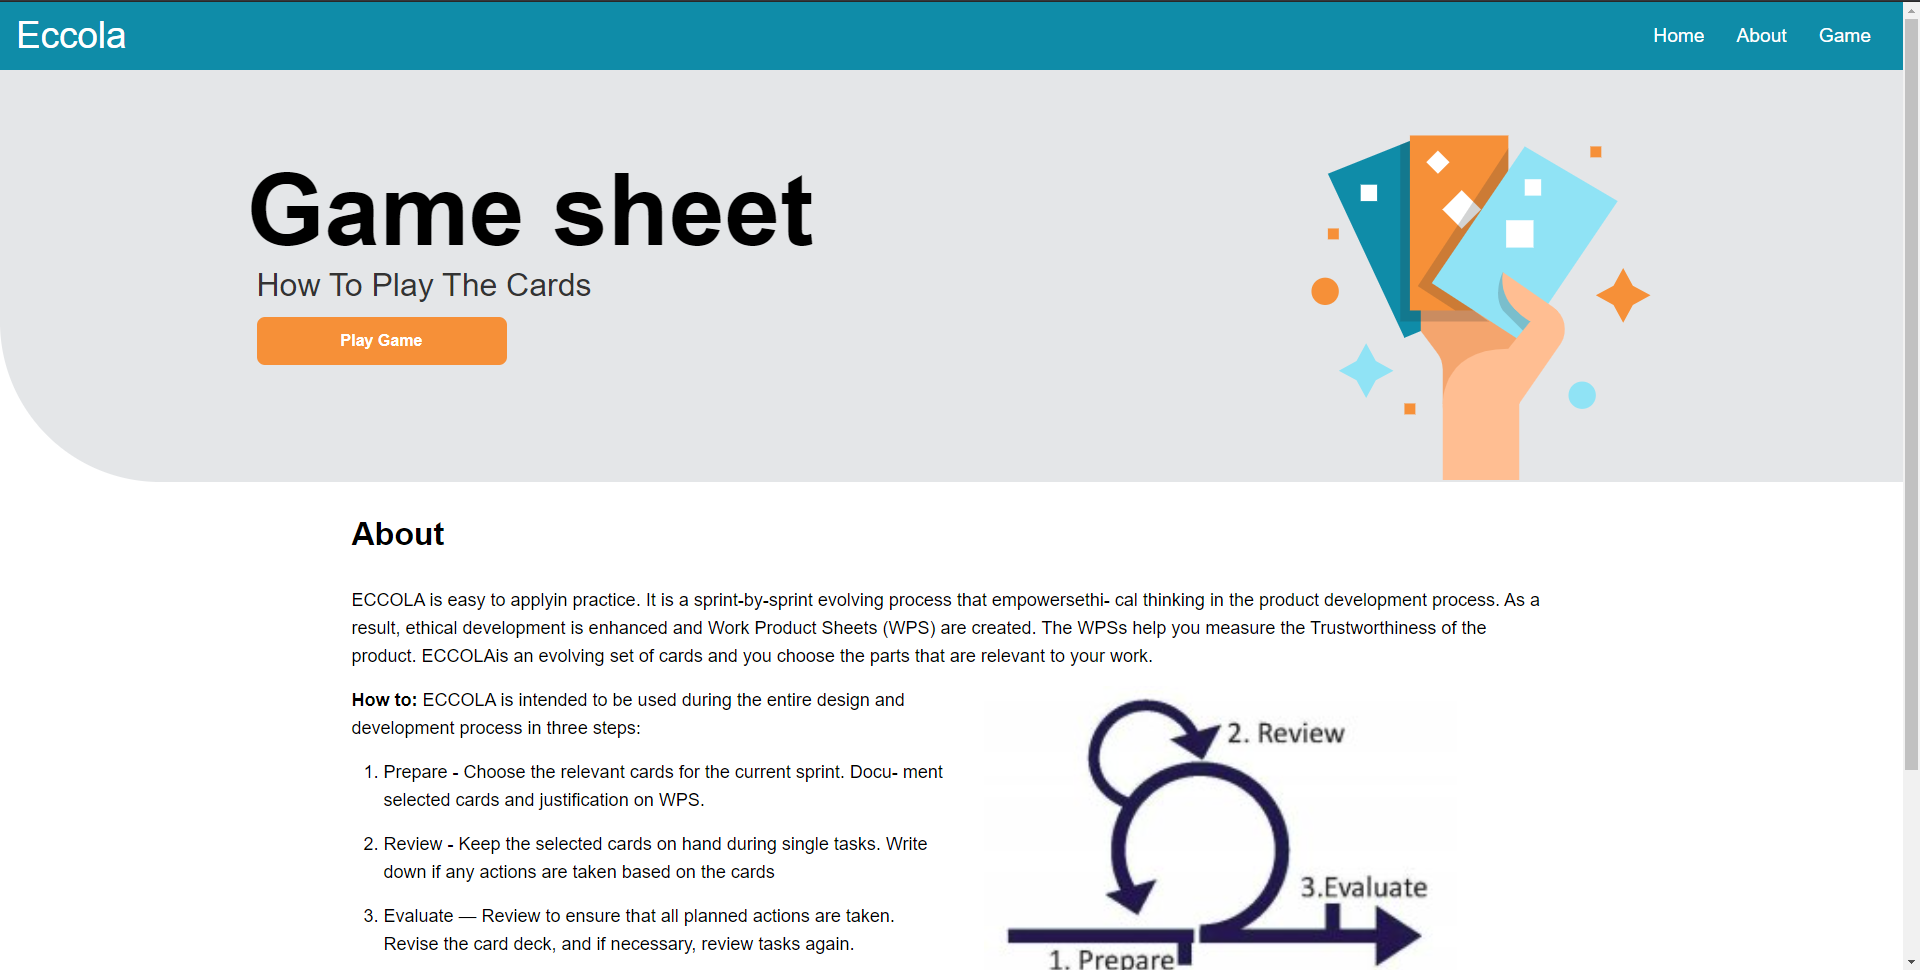 Eccola
Home About Game
Game sheet
How To Play The Cards
Play Game
About
ECCOLA is easy to applyin practice. It is a sprint-by-sprint evolving process that empowersethi- cal thinking in the product development process. As a
result, ethical development is enhanced and Work Product Sheets (WPS) are created. The WPSs help you measure the Trustworthiness of the
product. ECCOLAis an evolving set of cards and you choose the parts that are relevant to your work.
How to: ECCOLA is intended to be used during the entire design and
development process in three steps:
1. Prepare - Choose the relevant cards for the current sprint. Docu- ment
selected cards and justification on WPS.
2. Review - Keep the selected cards on hand during single tasks. Write
down if any actions are taken based on the cards
3. Evaluate — Review to ensure that all planned actions are taken.
Revise the card deck, and if necessary, review tasks again.
2. Review
3.Evaluate
1. Prepare